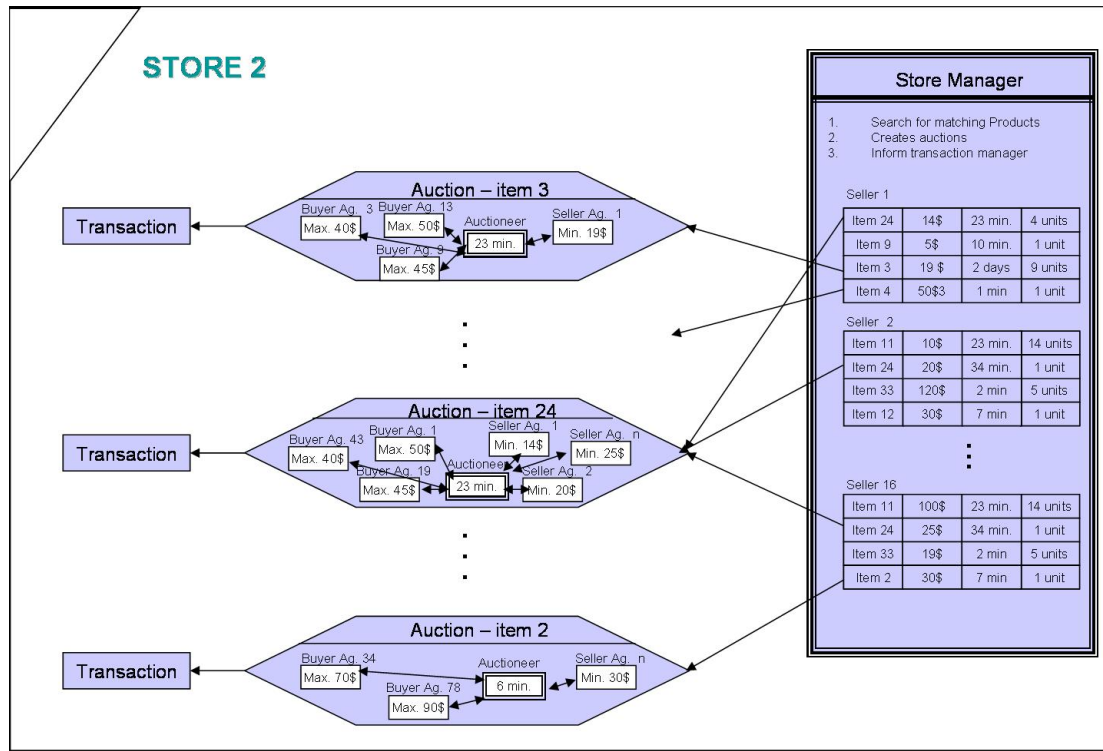 STORE 2
Store Manager
1. Search for matching Products
2. Creates auctions
3. Inform transaction manager
Seller 1
Item 24 14$ 23 min. 4 units
Item 9 5$ 10 min. 1 unit
Item 3 19 $ 2 days 9 units
Item 4 50$3 1 min 1 unit
Seller 2
Item 11 10$ 23 min. 14 units
Item 24 20$ 34 min. 1 unit
Item 33 120$ 2 min 5 units
Item 12 30$ 7 min 1 unit
Seller 16
Item 11 100$ 23 min. 14 units
Item 24 25$ 34 min. 1 unit
Item 33 19$ 2 min 5 units
Item 2 30$ 7 min 1 unit
Auction – item 3
Transaction
Buyer Ag. 3
Max. 40$
Buyer Ag. 13
Max. 50$
Buyer Ag. 9
Max. 45$
Auctioneer
23 min.
Seller Ag. 1
Min. 19$
Auction – item 24
Transaction
Buyer Ag. 43
Max. 40$
Buyer Ag. 1
Max. 50$
Buyer Ag. 19
Max. 45$
Auctioneer
23 min.
Seller Ag. 1
Min. 14$
Seller Ag. n
Min. 25$
Seller Ag. 2
Min. 20$
Auction – item 2
Transaction
Buyer Ag. 34
Max. 70$
Buyer Ag. 78
Max. 90$
Auctioneer
6 min.
Seller Ag. n
Min. 30$